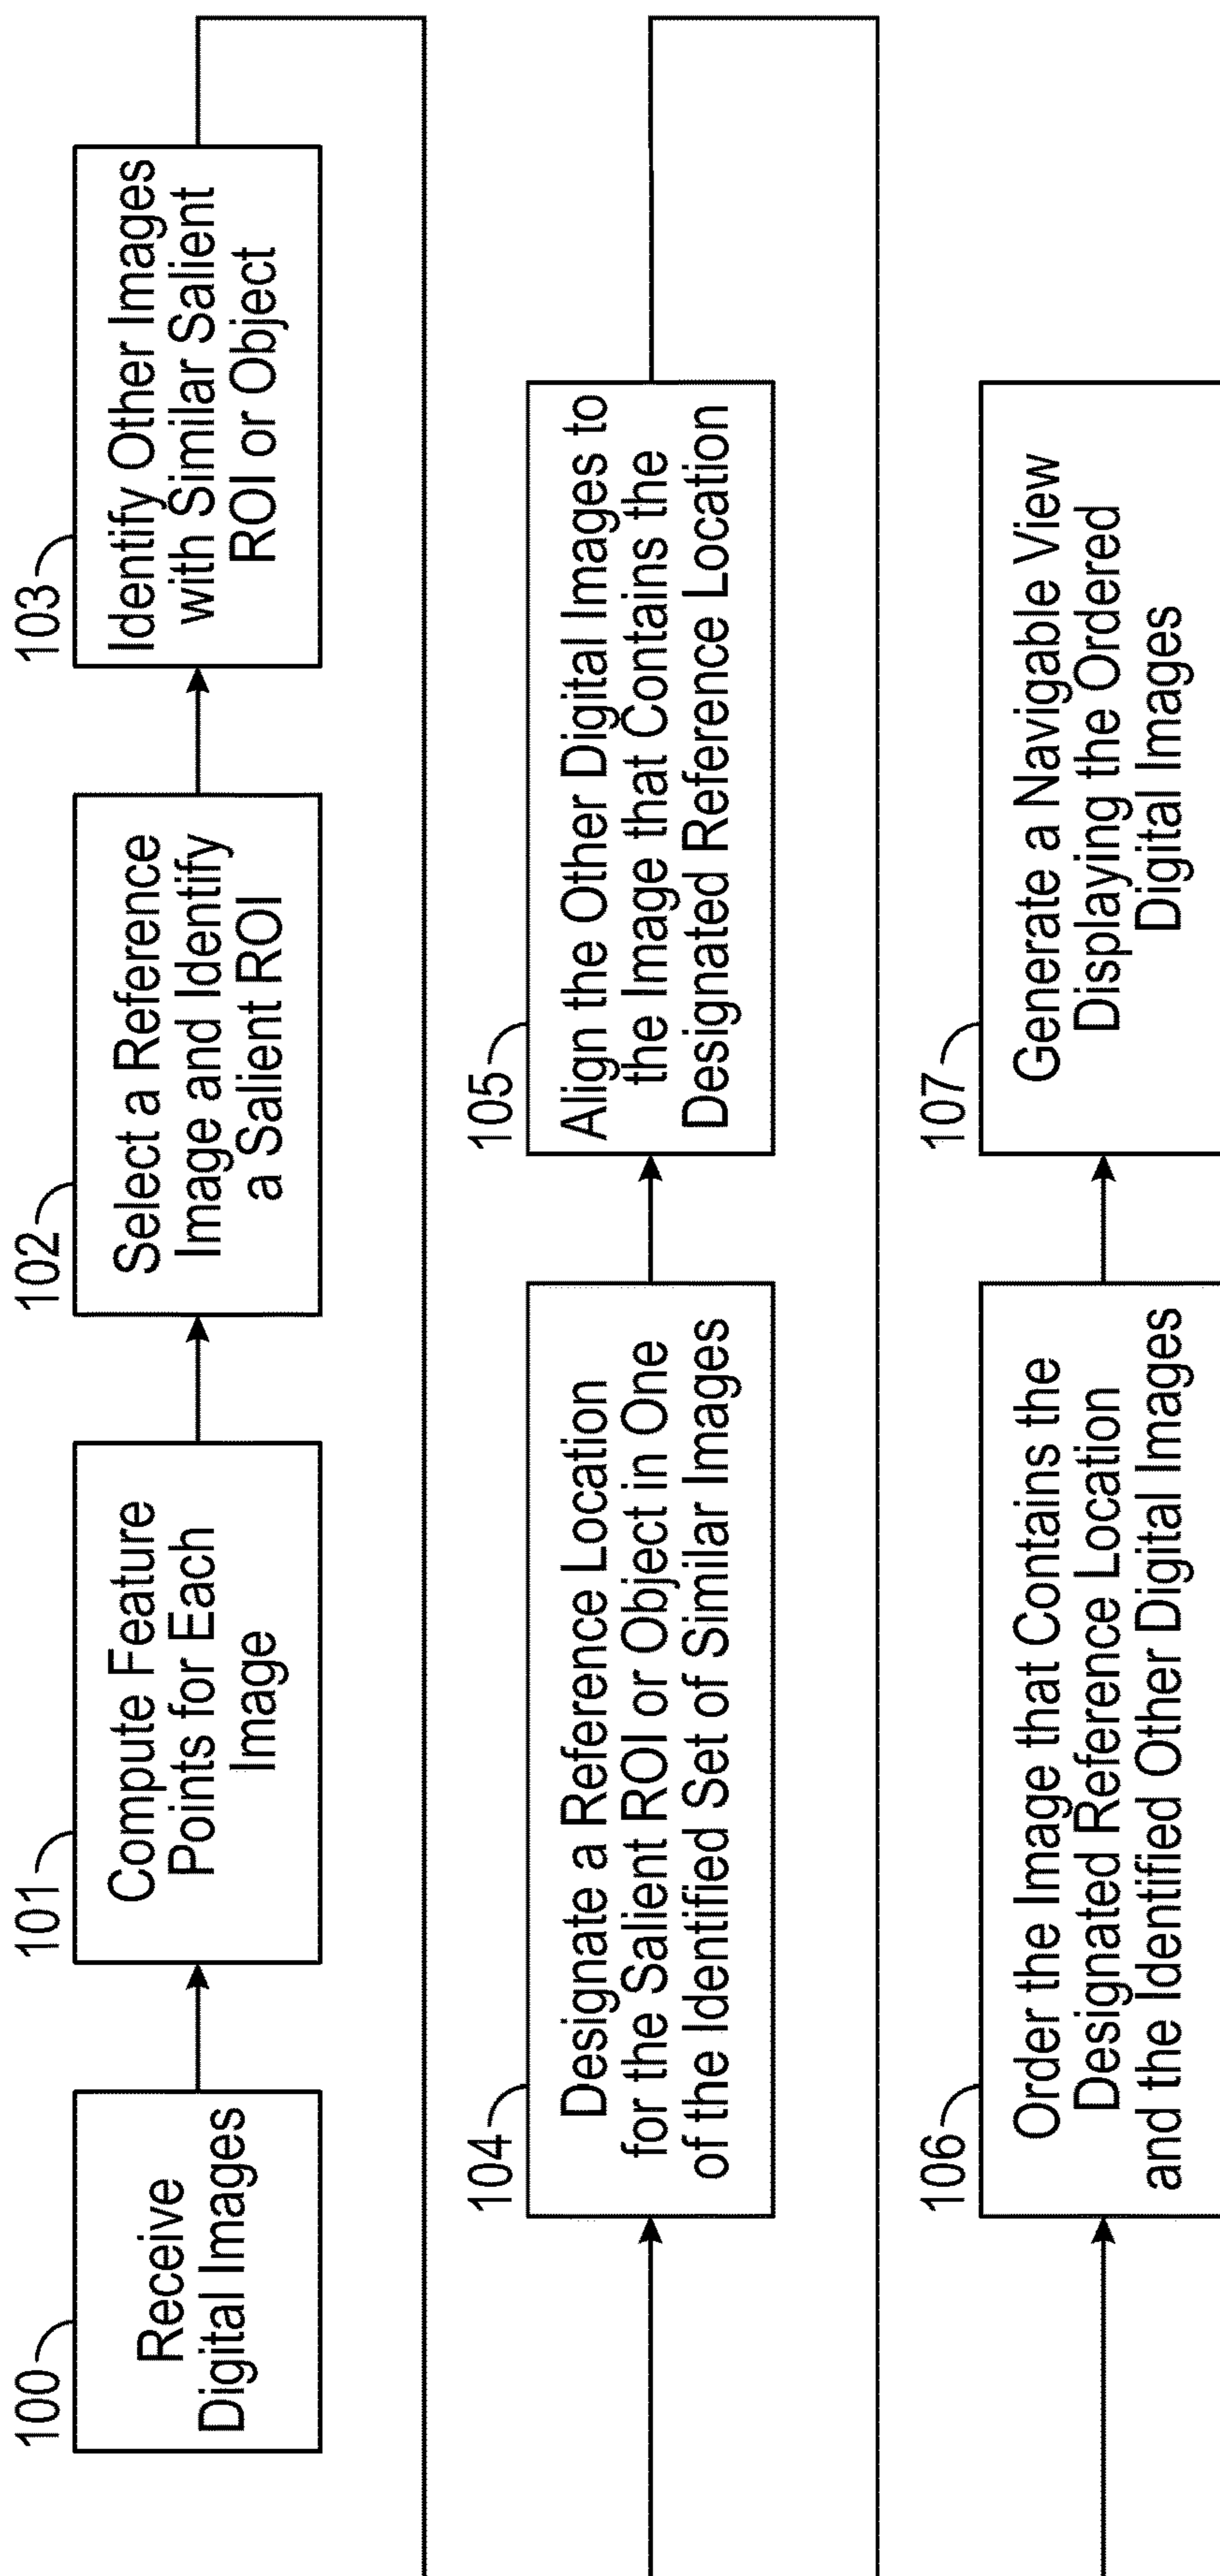 100
Receive
Digital Images
101
Compute Feature
Points for Each
Image
102
Select a Reference
Image and Identify
a Salient ROI
103
Identify Other Images
with Similar Salient
ROI or Object
104
Designate a Reference Location
for the Salient ROI or Object in One
of the Identified Set of Similar Images
105
Align the Other Digital Images to
the Image that Contains the
Designated Reference Location
106
Order the Image that Contains the
Designated Reference Location
and the Identified Other Digital Images
107
Generate a Navigable View
Displaying the Ordered
Digital Images